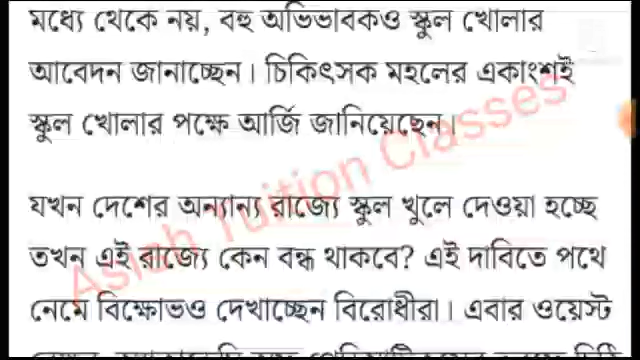 মধ্যে থেকে নয়, বহু অভিভাবকও স্কুল খোলার
আবেদন জানাচ্ছেন। চিকিৎসক মহলের একাংশই
স্কুল খোলার পক্ষে আর্জি জানিয়েছেন।
যখন দেশের অন্যান্য রাজ্যে স্কুল খুলে দেওয়া হচ্ছে
তখন এই রাজ্যে কেন বন্ধ থাকবে? এই দাবিতে পথে
নেমে বিক্ষোভও দেখাচ্ছেন বিরোধীরা। এবার ওয়েস্ট
Asish Tuition Classes